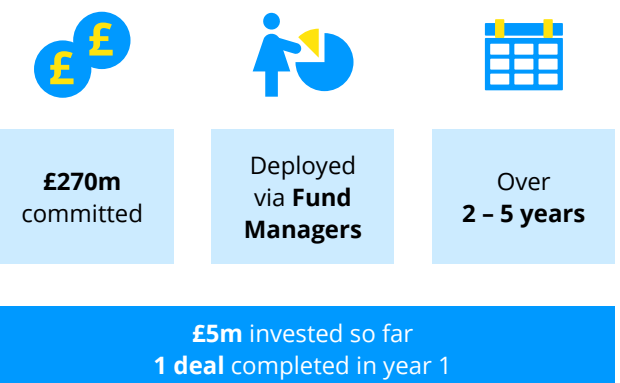 £ £
£270m
committed
Deployed
via Fund
Managers
Over
2 – 5 years
£5m invested so far
1 deal completed in year 1